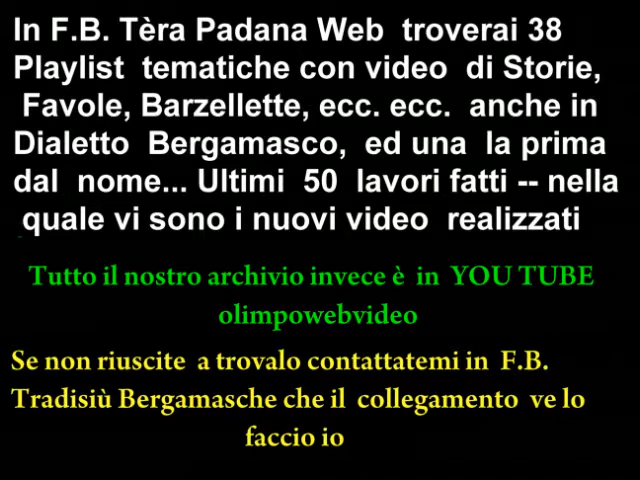 In F.B. Tèra Padana Web troverai 38
Playlist tematiche con video di Storie,
Favole, Barzellette, ecc. ecc. anche in
Dialetto Bergamasco, ed una la prima
dal nome... Ultimi 50 lavori fatti -- nella
quale vi sono i nuovi video realizzati
Tutto il nostro archivio invece è in YOU TUBE
olimpowebvideo
Se non riuscite a trovalo contattatemi in F.B.
Tradisiù Bergamasche che il collegamento ve lo
faccio io